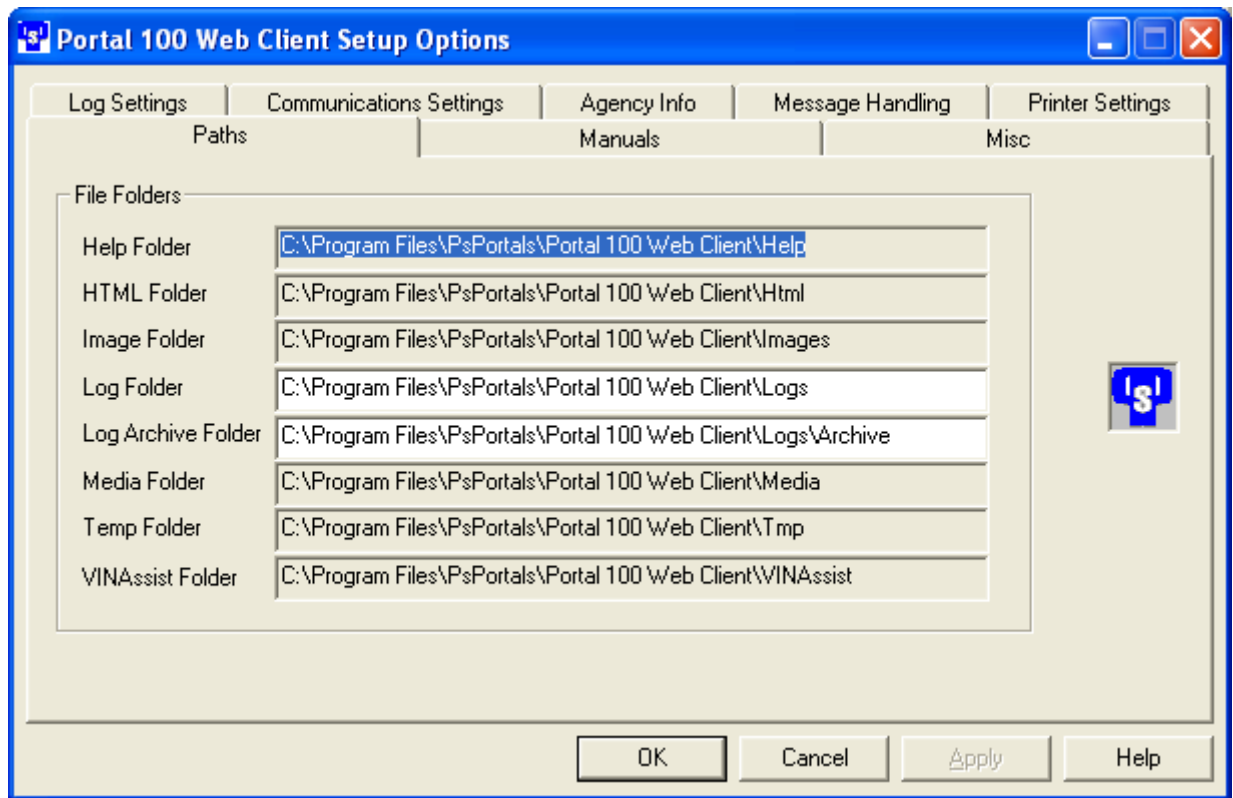 'S' Portal 100 Web Client Setup Options
Log Settings Communications Settings Agency Info Message Handling Printer Settings
Paths Manuals Misc
File Folders
Help Folder C:\Program Files\PsPortals\Portal 100 Web Client\Help
HTML Folder C:\Program Files\PsPortals\Portal 100 Web Client\Html
Image Folder C:\Program Files\PsPortals\Portal 100 Web Client\Images
Log Folder C:\Program Files\PsPortals\Portal 100 Web Client\Logs
'S'
Log Archive Folder C:\Program Files\PsPortals\Portal 100 Web Client\Logs\Archive
Media Folder C:\Program Files\PsPortals\Portal 100 Web Client\Media
Temp Folder C:\Program Files\PsPortals\Portal 100 Web Client\Tmp
VINAssist Folder C:\Program Files\PsPortals\Portal 100 Web Client\VINAssist
OK Cancel Apply Help